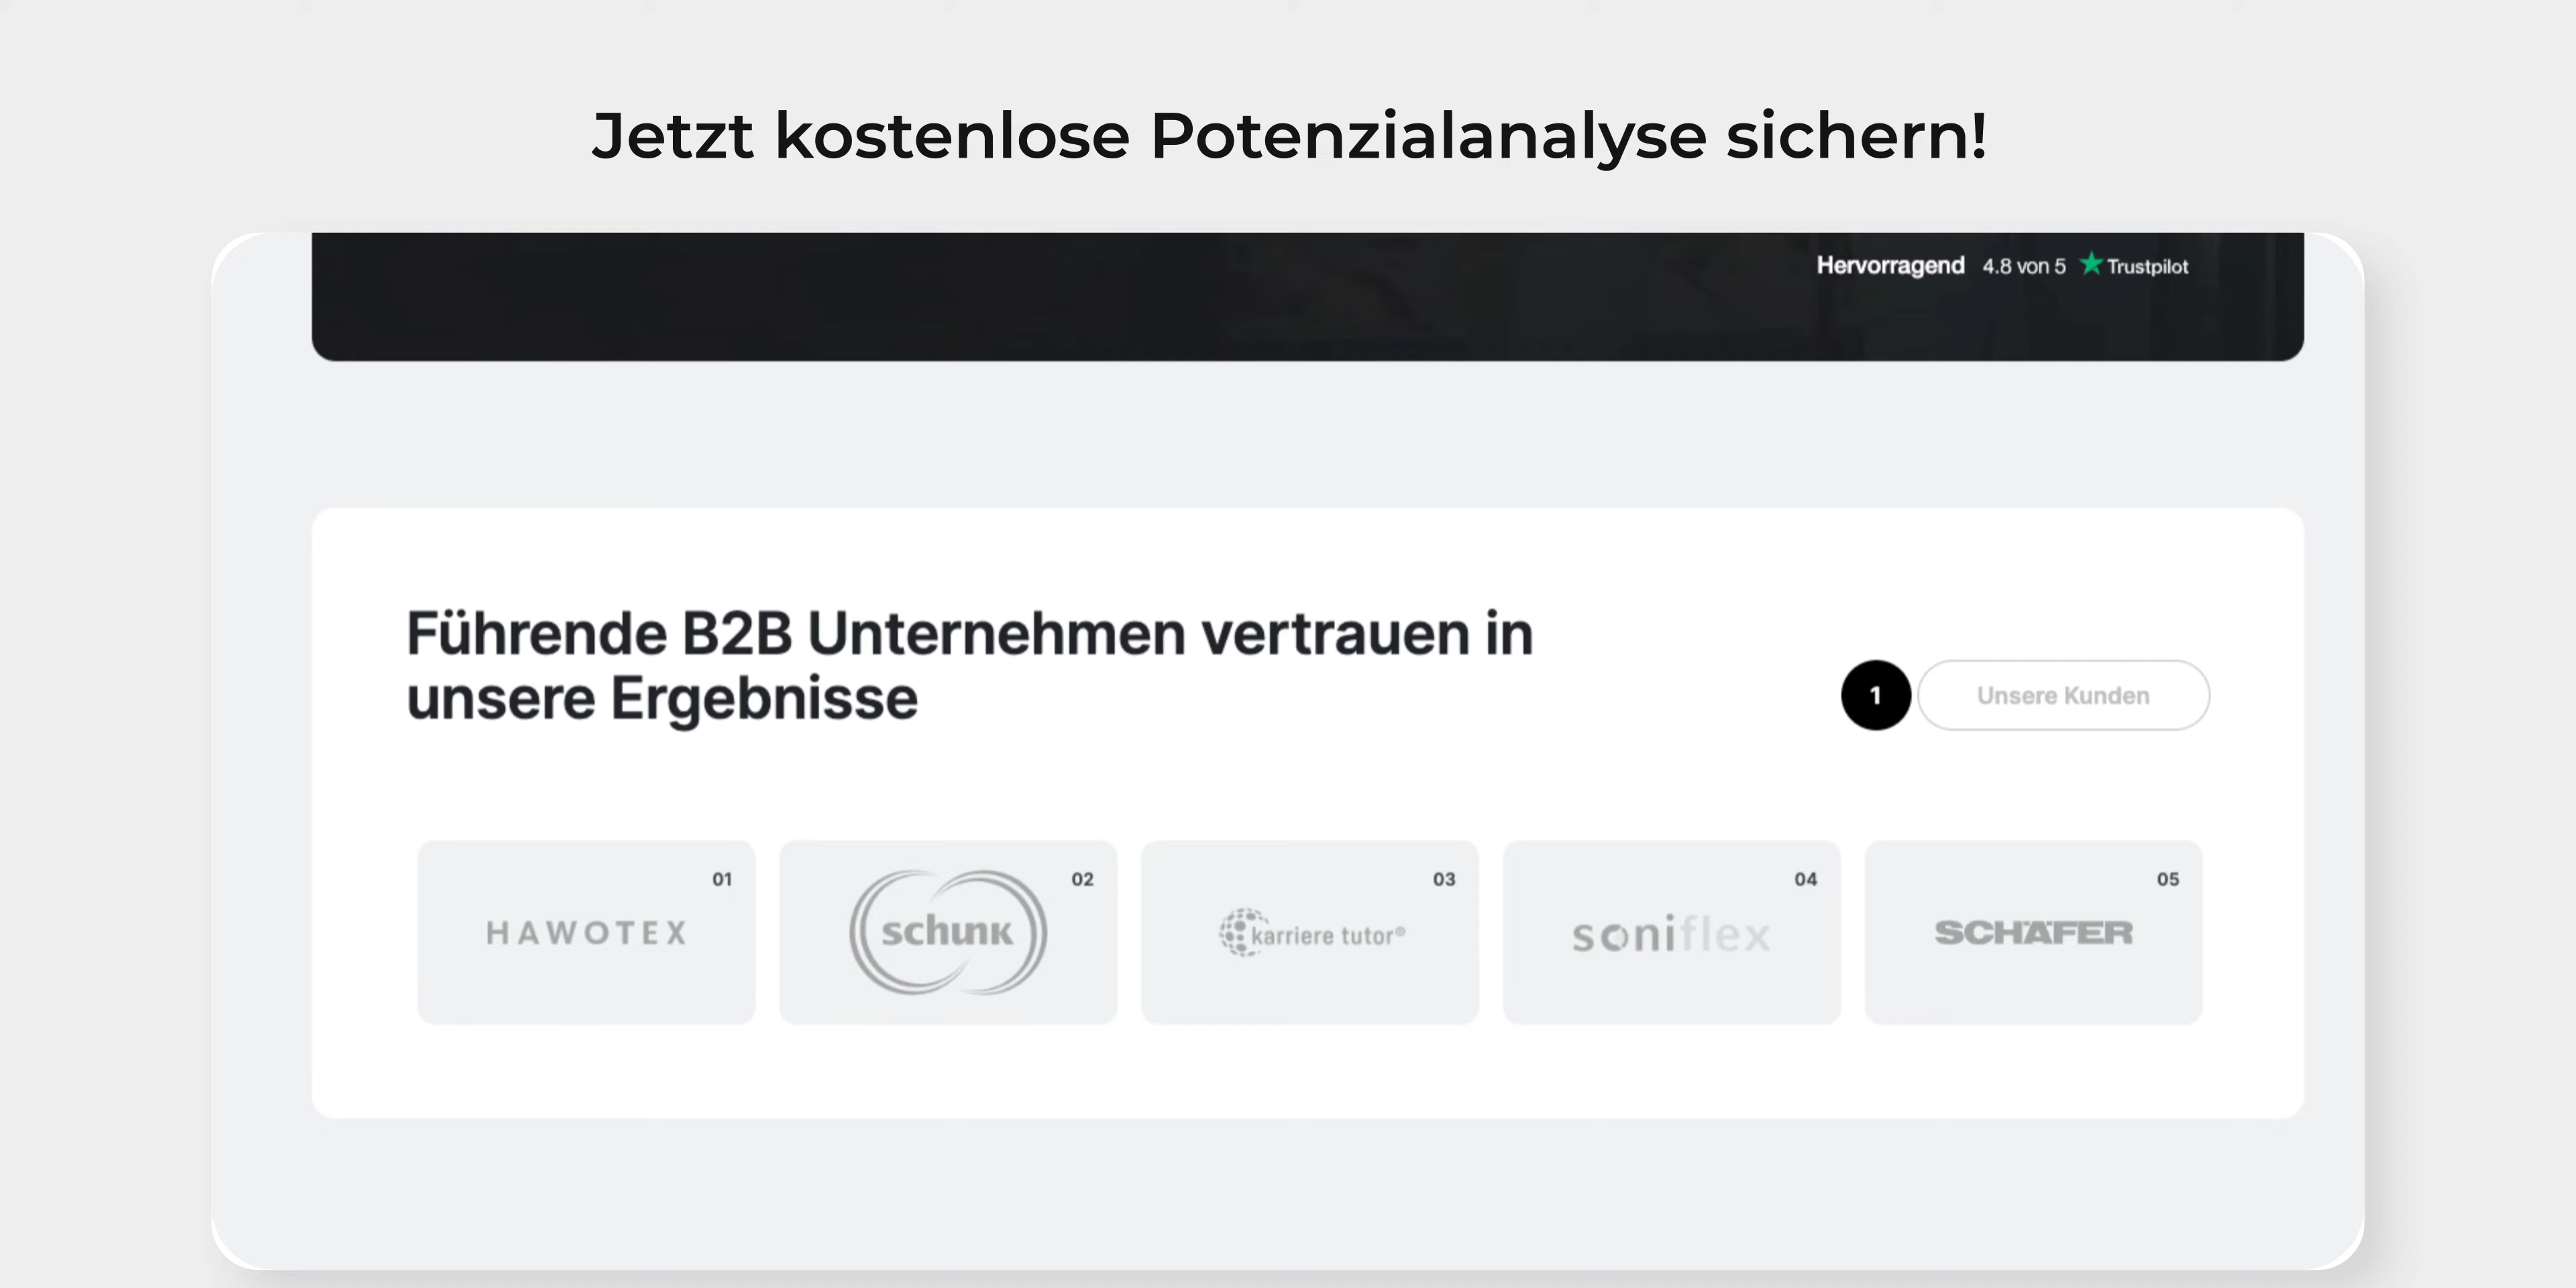 Jetzt kostenlose Potenzialanalyse sichern!
Hervorragend 4.8 von 5 Trustpilot
Führende B2B Unternehmen vertrauen in
unsere Ergebnisse
1 Unsere Kunden
01
HAWOTEX
02
schunk
03
karriere tutor®
04
soniflex
05
SCHÄFER